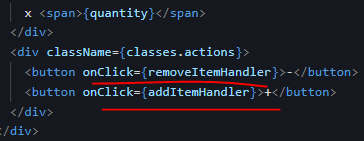 x <span>{quantity}</span>
</div>
<div className={classes.actions}>
<button onClick={removeItemHandler}>-</button>
<button onClick={addItemHandler}>+</button>
</div>
</div>